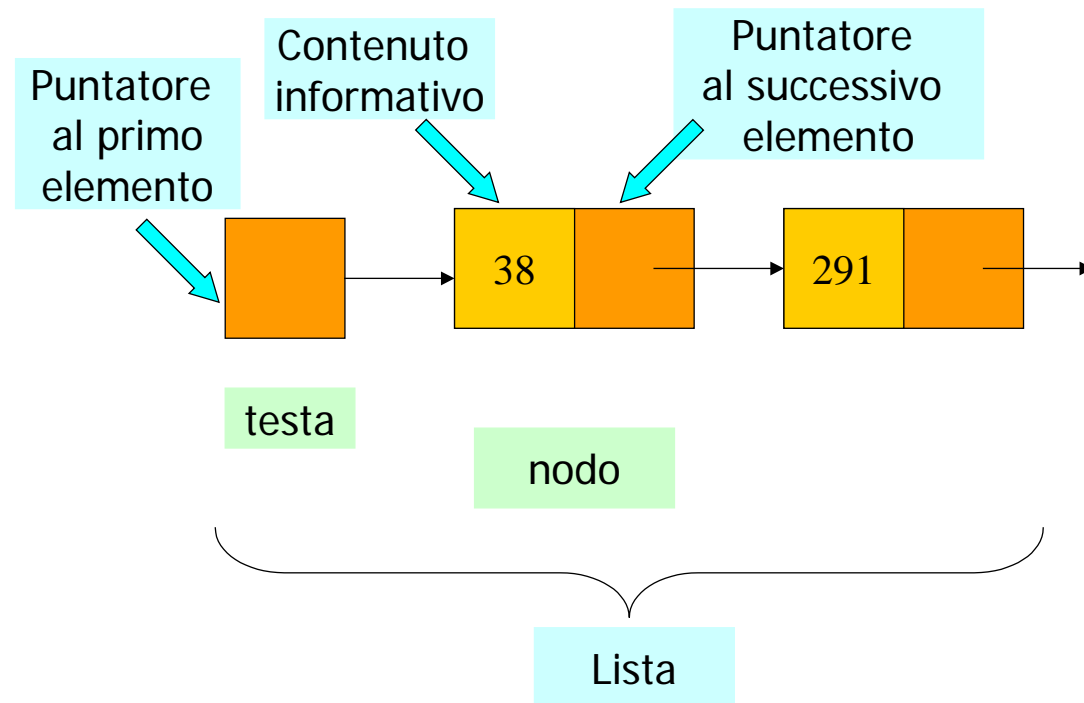 Puntatore
al primo
elemento
Contenuto
informativo
Puntatore
al successivo
elemento
38
291
testa
nodo
Lista